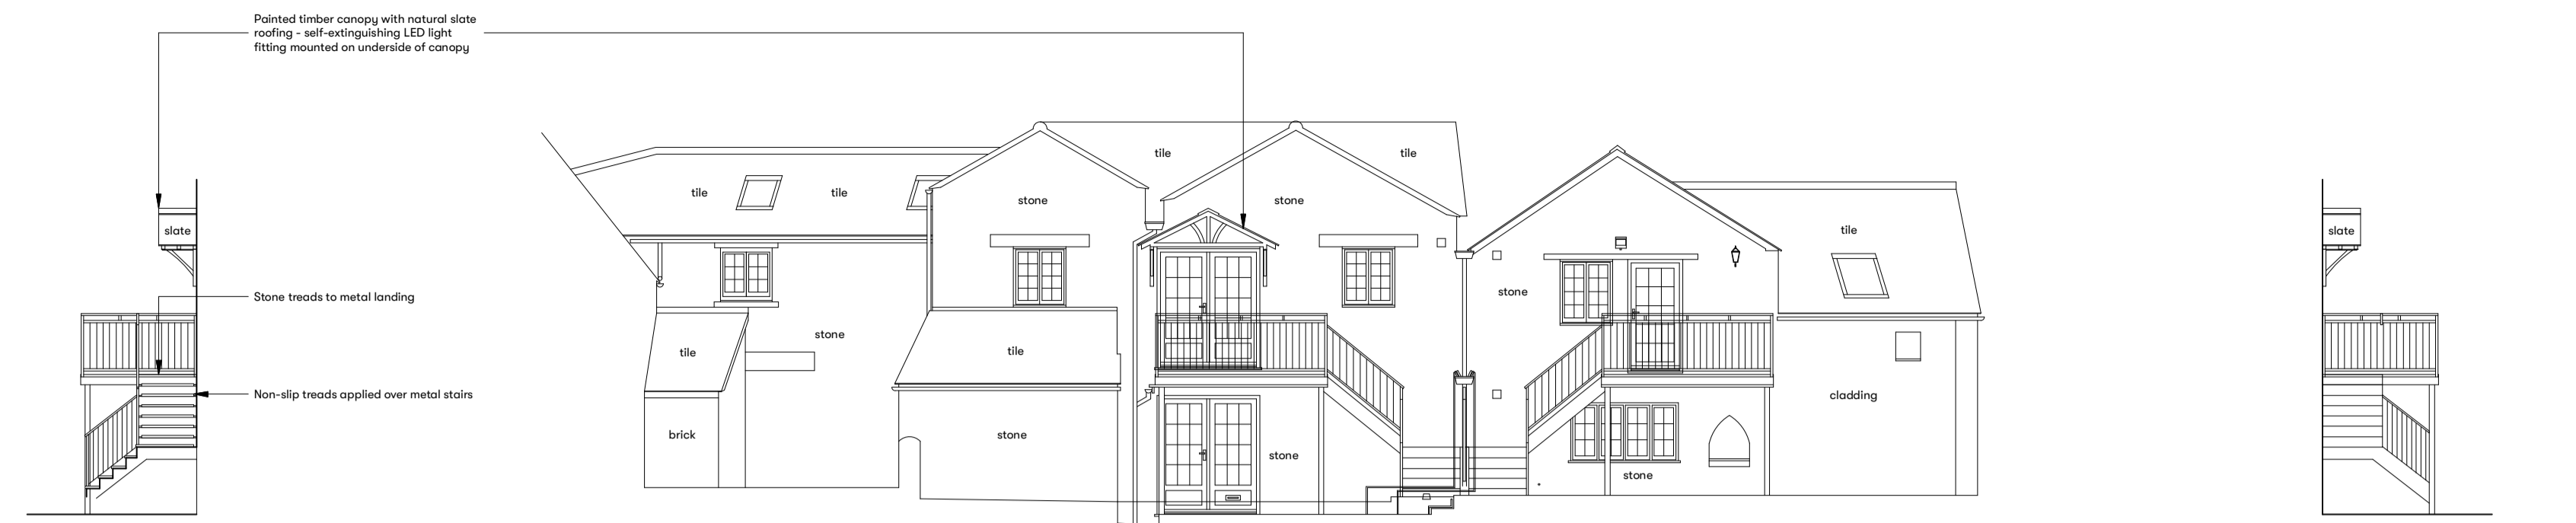 Painted timber canopy with natural slate
roofing - self-extinguishing LED light
fitting mounted on underside of canopy
tile
tile
tile
tile
stone
stone
slate
tile
slate
stone
Stone treads to metal landing
stone
tile
tile
Non-slip treads applied over metal stairs
cladding
brick
stone
stone
stone